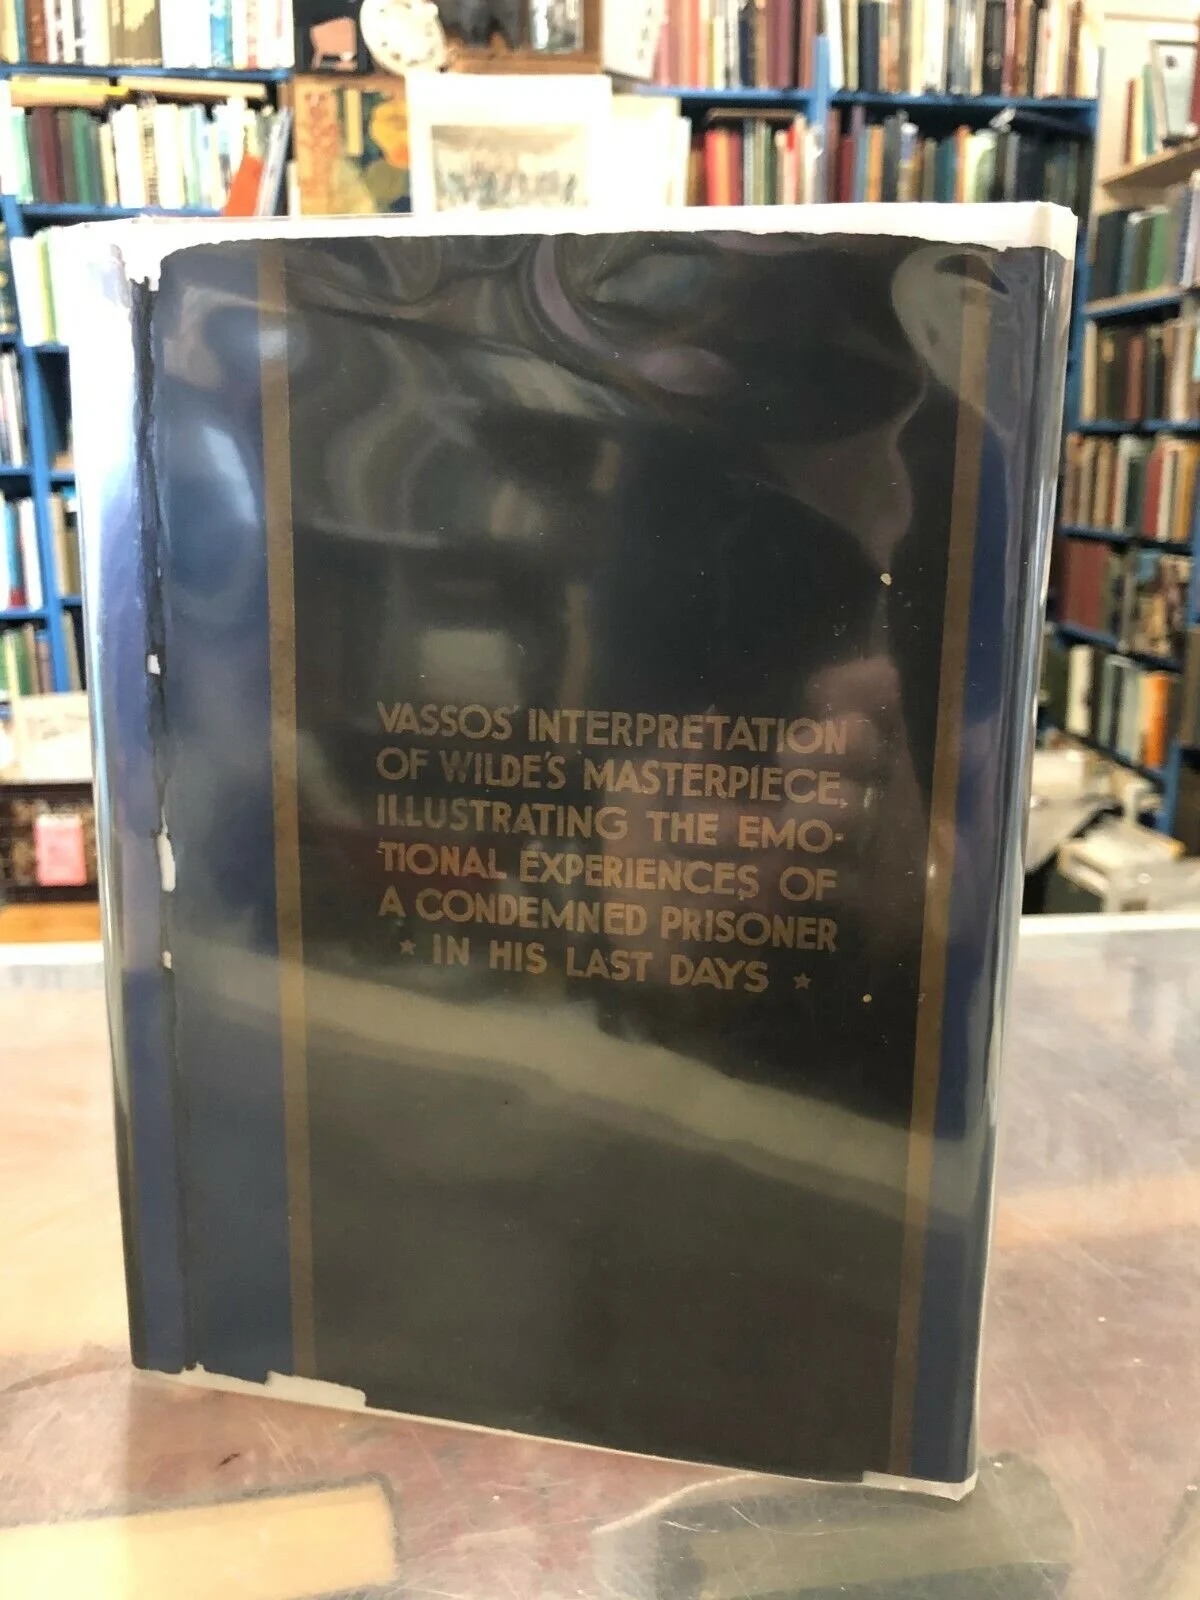 VASSOS' INTERPRETATION
OF WILDE'S MASTERPIECE,
ILLUSTRATING THE EMO-
TIONAL EXPERIENCES OF
A CONDEMNED PRISONER
★ IN HIS LAST DAYS ★